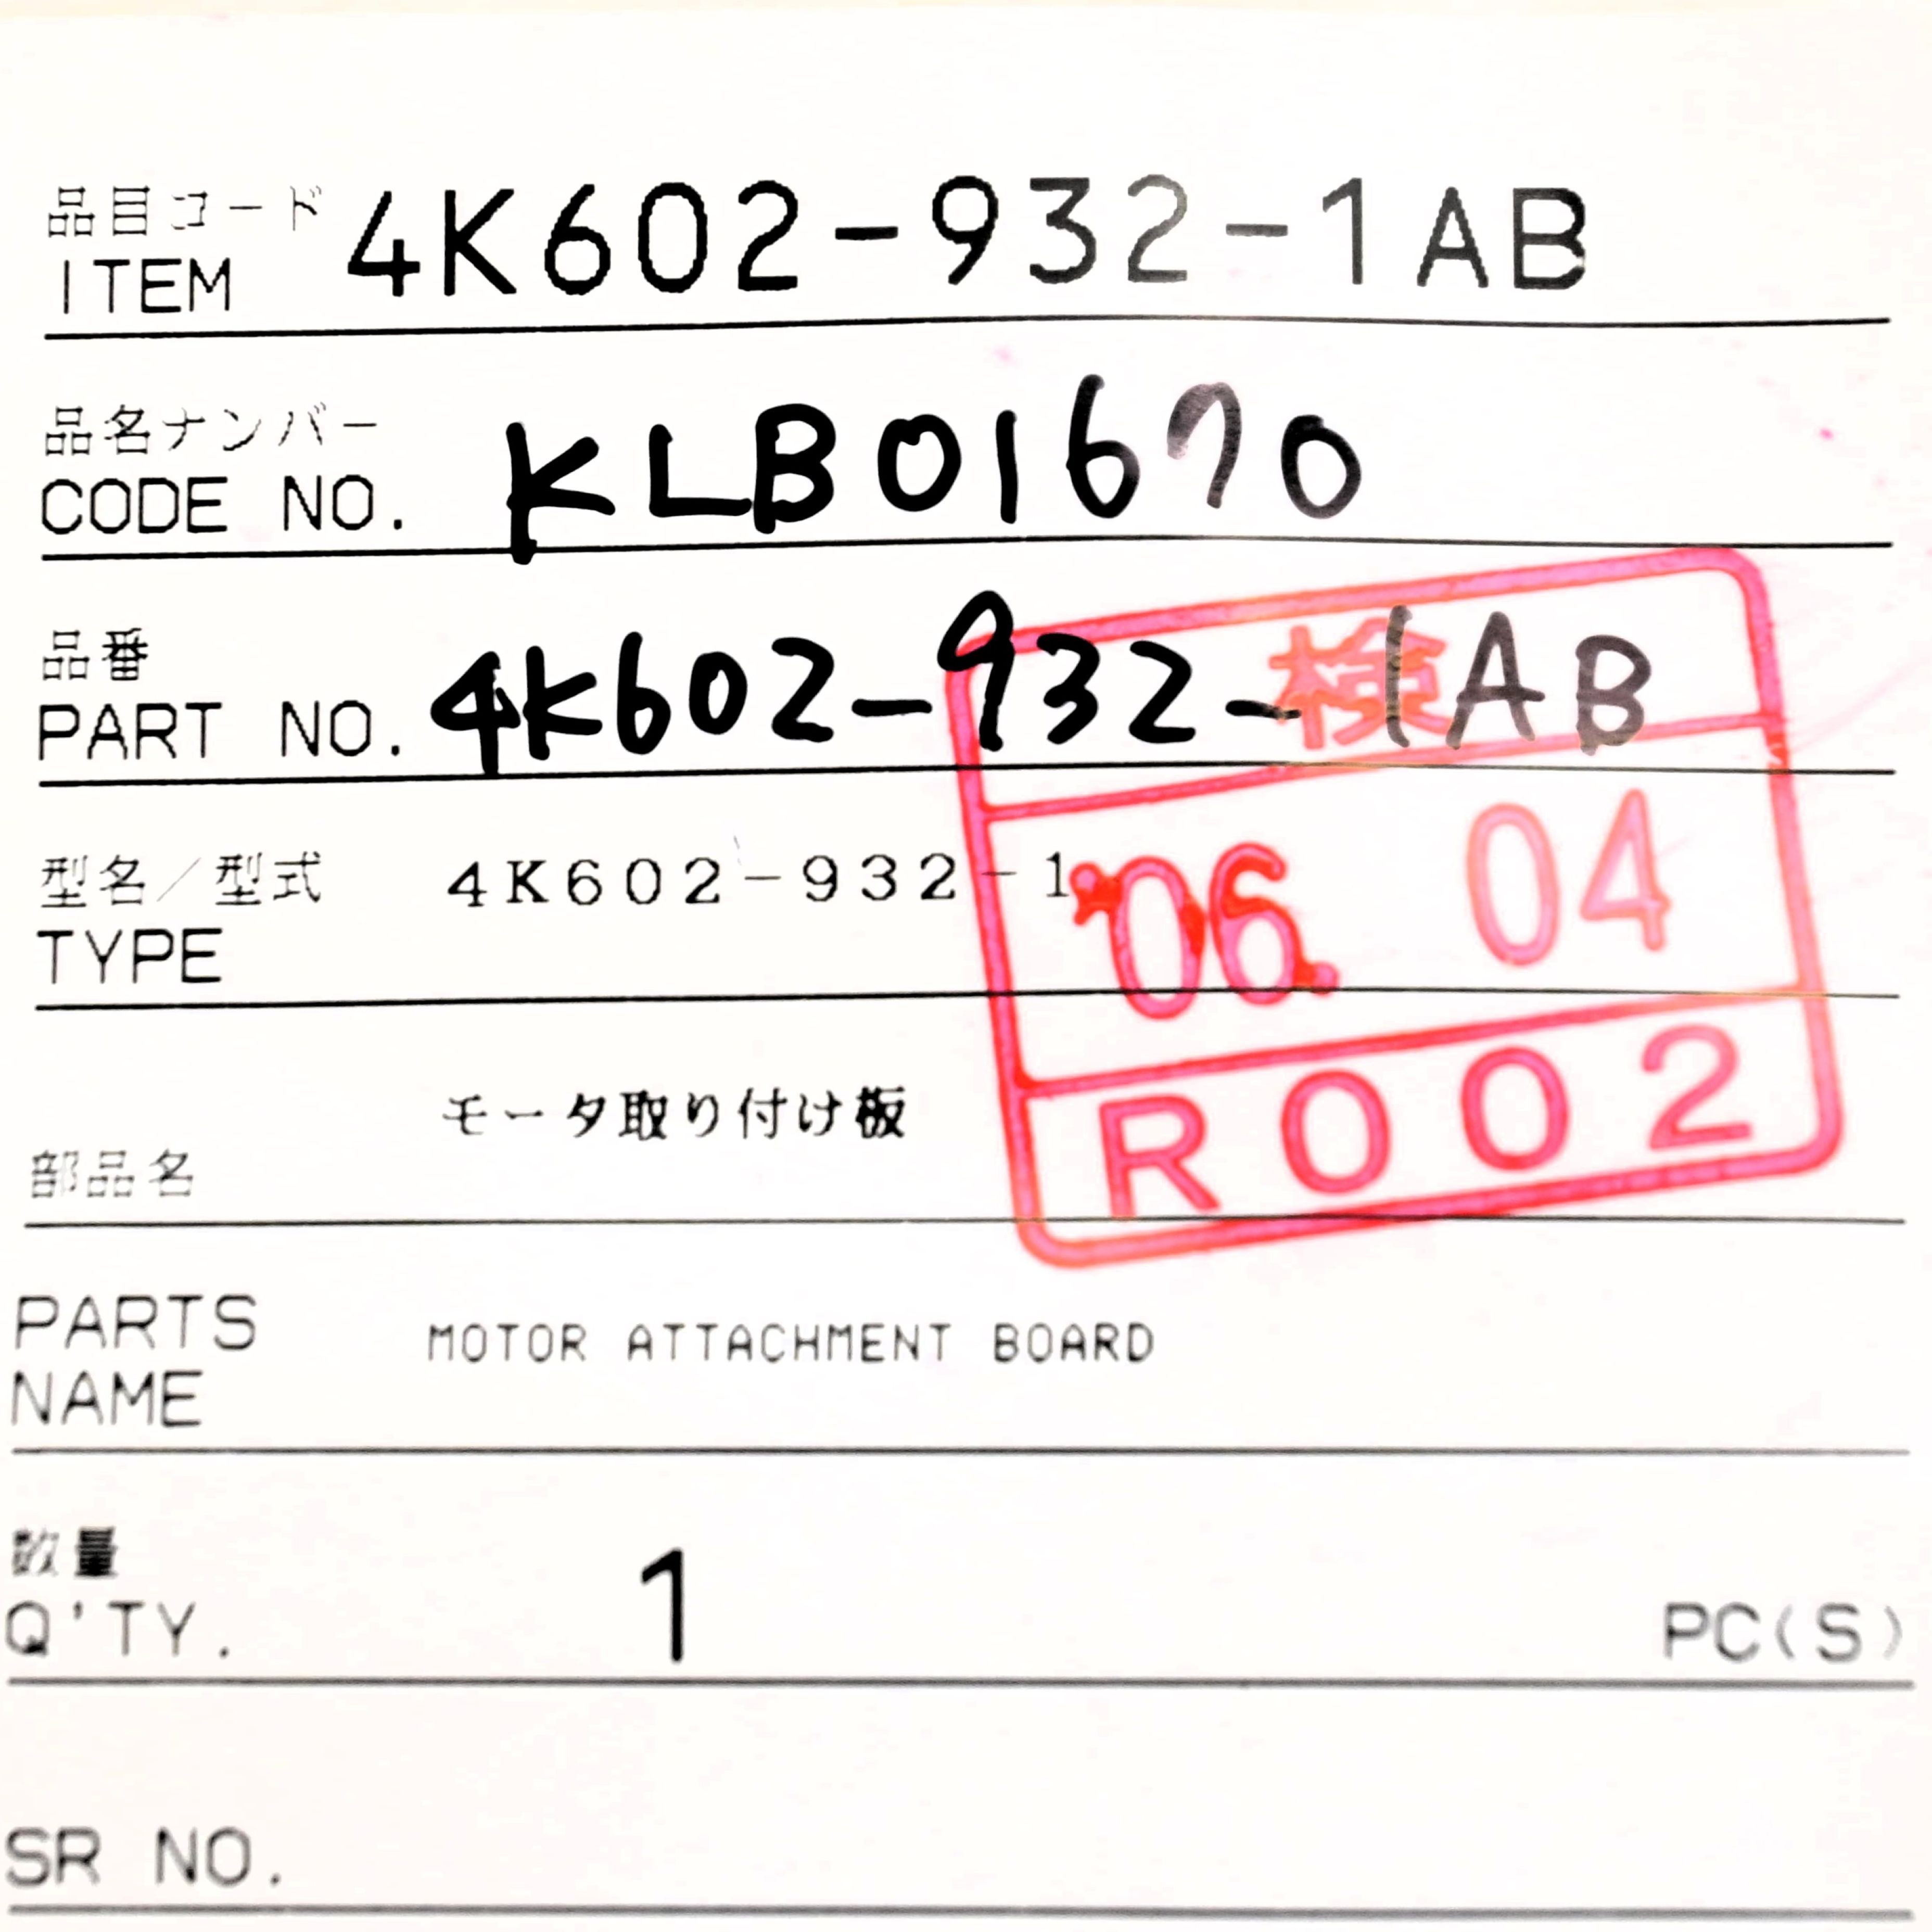 品目コード
ITEM 4K602-932-1AB
品名ナンバー
CODE NO. KLB01670
品番
PART NO. 4K602-932-1AB
検
型名／型式 4K602-932-1
TYPE
'06. 04
モータ取り付け板
部品名
R002
PARTS
NAME MOTOR ATTACHMENT BOARD
数量
Q'TY. 1 PC(S)
SR NO.